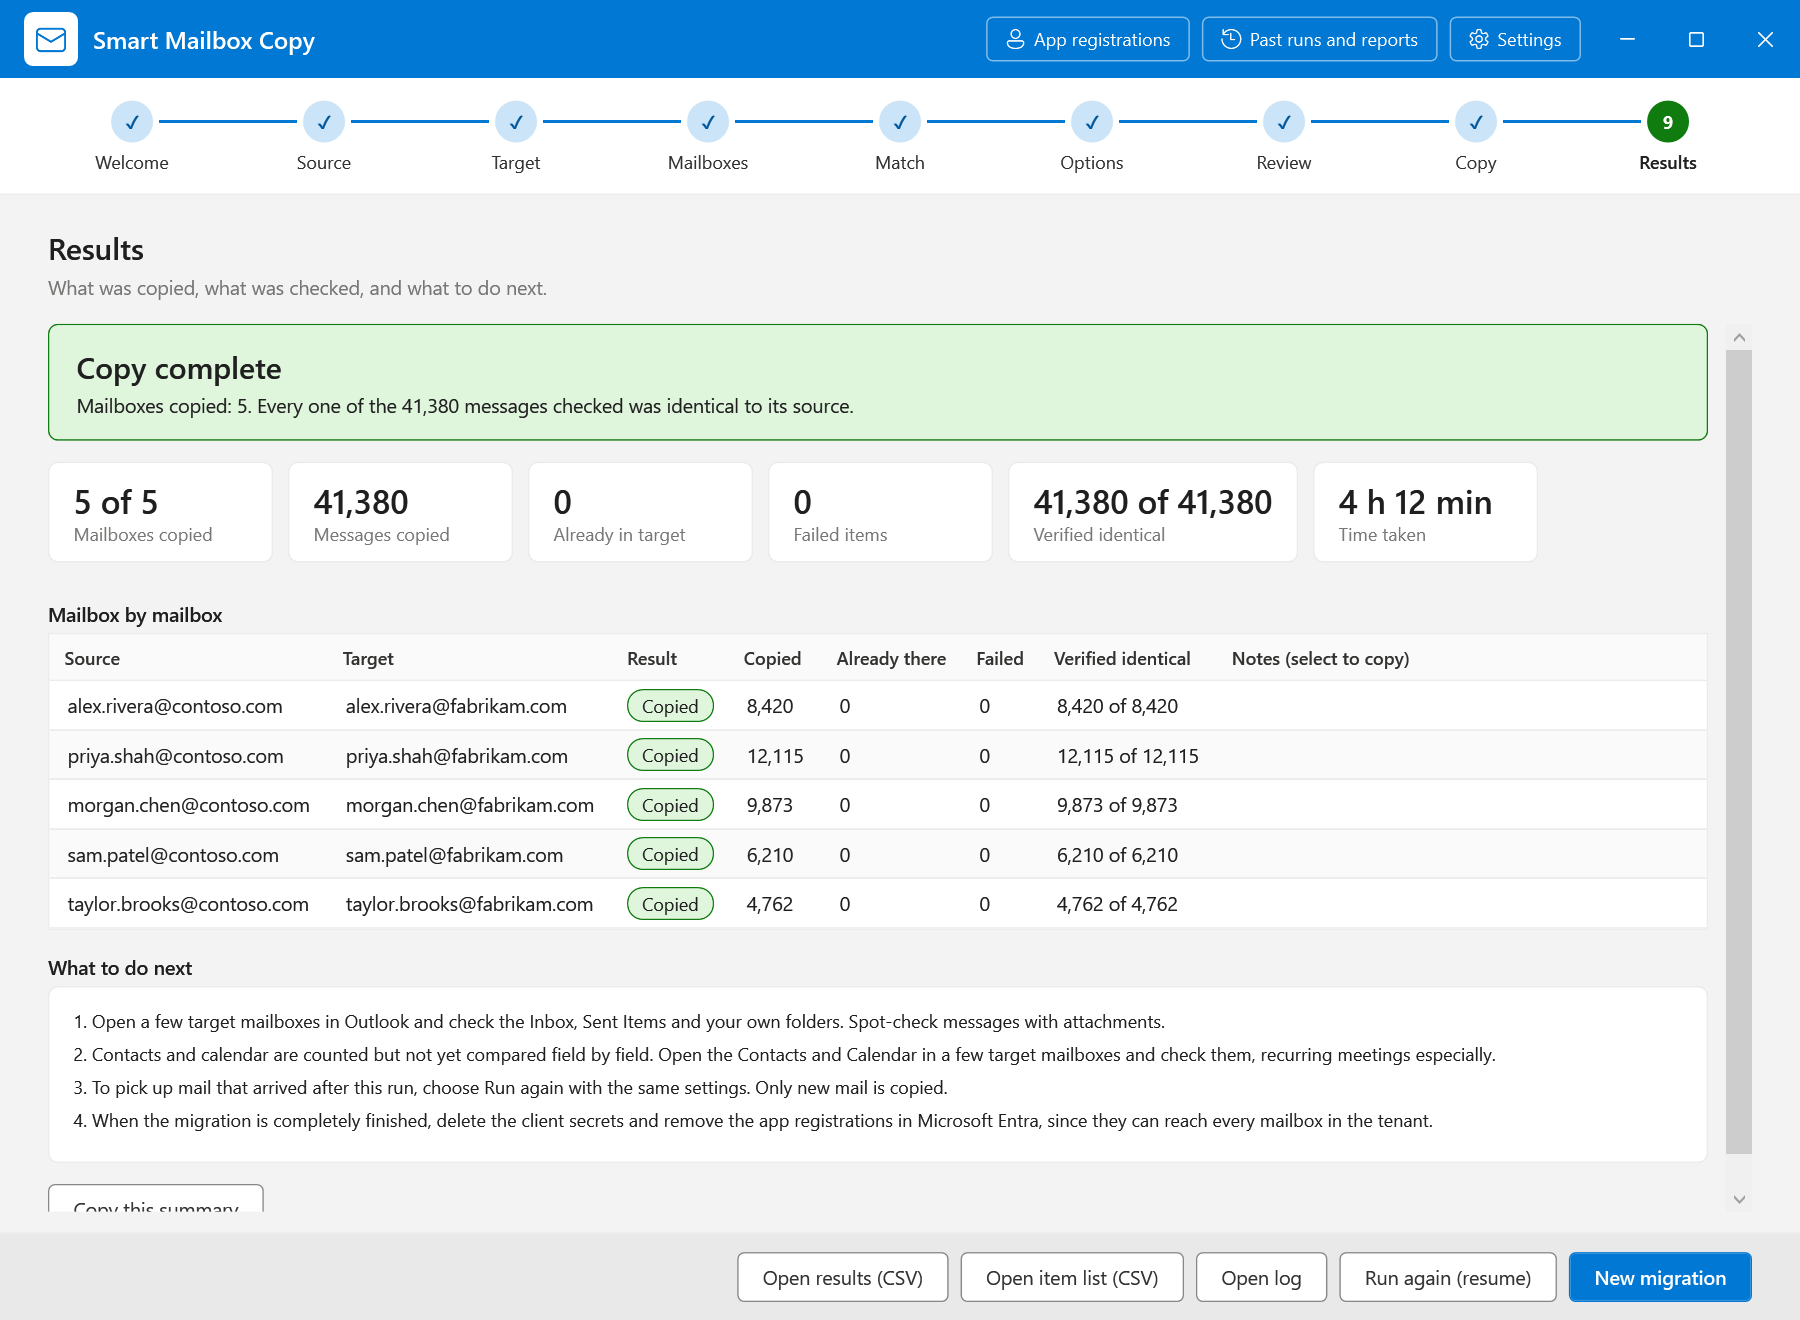 Smart Mailbox Copy
App registrations
Past runs and reports
Settings
✓ ✓ ✓ ✓ ✓ ✓ ✓ ✓ 9
Welcome Source Target Mailboxes Match Options Review Copy Results
Results
What was copied, what was checked, and what to do next.
Copy complete
Mailboxes copied: 5. Every one of the 41,380 messages checked was identical to its source.
5 of 5
Mailboxes copied
41,380
Messages copied
0
Already in target
0
Failed items
41,380 of 41,380
Verified identical
4 h 12 min
Time taken
Mailbox by mailbox
Source Target Result Copied Already there Failed Verified identical Notes (select to copy)
alex.rivera@contoso.com alex.rivera@fabrikam.com Copied 8,420 0 0 8,420 of 8,420
priya.shah@contoso.com priya.shah@fabrikam.com Copied 12,115 0 0 12,115 of 12,115
morgan.chen@contoso.com morgan.chen@fabrikam.com Copied 9,873 0 0 9,873 of 9,873
sam.patel@contoso.com sam.patel@fabrikam.com Copied 6,210 0 0 6,210 of 6,210
taylor.brooks@contoso.com taylor.brooks@fabrikam.com Copied 4,762 0 0 4,762 of 4,762
What to do next
1. Open a few target mailboxes in Outlook and check the Inbox, Sent Items and your own folders. Spot-check messages with attachments.
2. Contacts and calendar are counted but not yet compared field by field. Open the Contacts and Calendar in a few target mailboxes and check them, recurring meetings especially.
3. To pick up mail that arrived after this run, choose Run again with the same settings. Only new mail is copied.
4. When the migration is completely finished, delete the client secrets and remove the app registrations in Microsoft Entra, since they can reach every mailbox in the tenant.
Copy this summary
Open results (CSV)
Open item list (CSV)
Open log
Run again (resume)
New migration